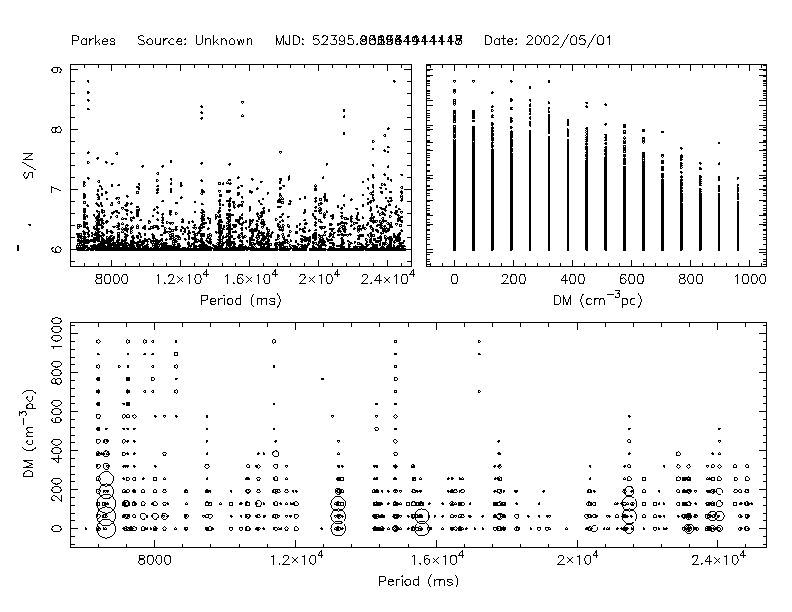 Parkes Source: Unknown MJD: 52395. Date: 2002/05/01
9
8
7
6
S/N
8000 1.2×10⁴ 1.6×10⁴ 2×10⁴ 2.4×10⁴
Period (ms)
0 200 400 600 800 1000
DM (cm⁻³pc)
1000
800
600
400
200
0
DM (cm⁻³pc)
8000 1.2×10⁴ 1.6×10⁴ 2×10⁴ 2.4×10⁴
Period (ms)